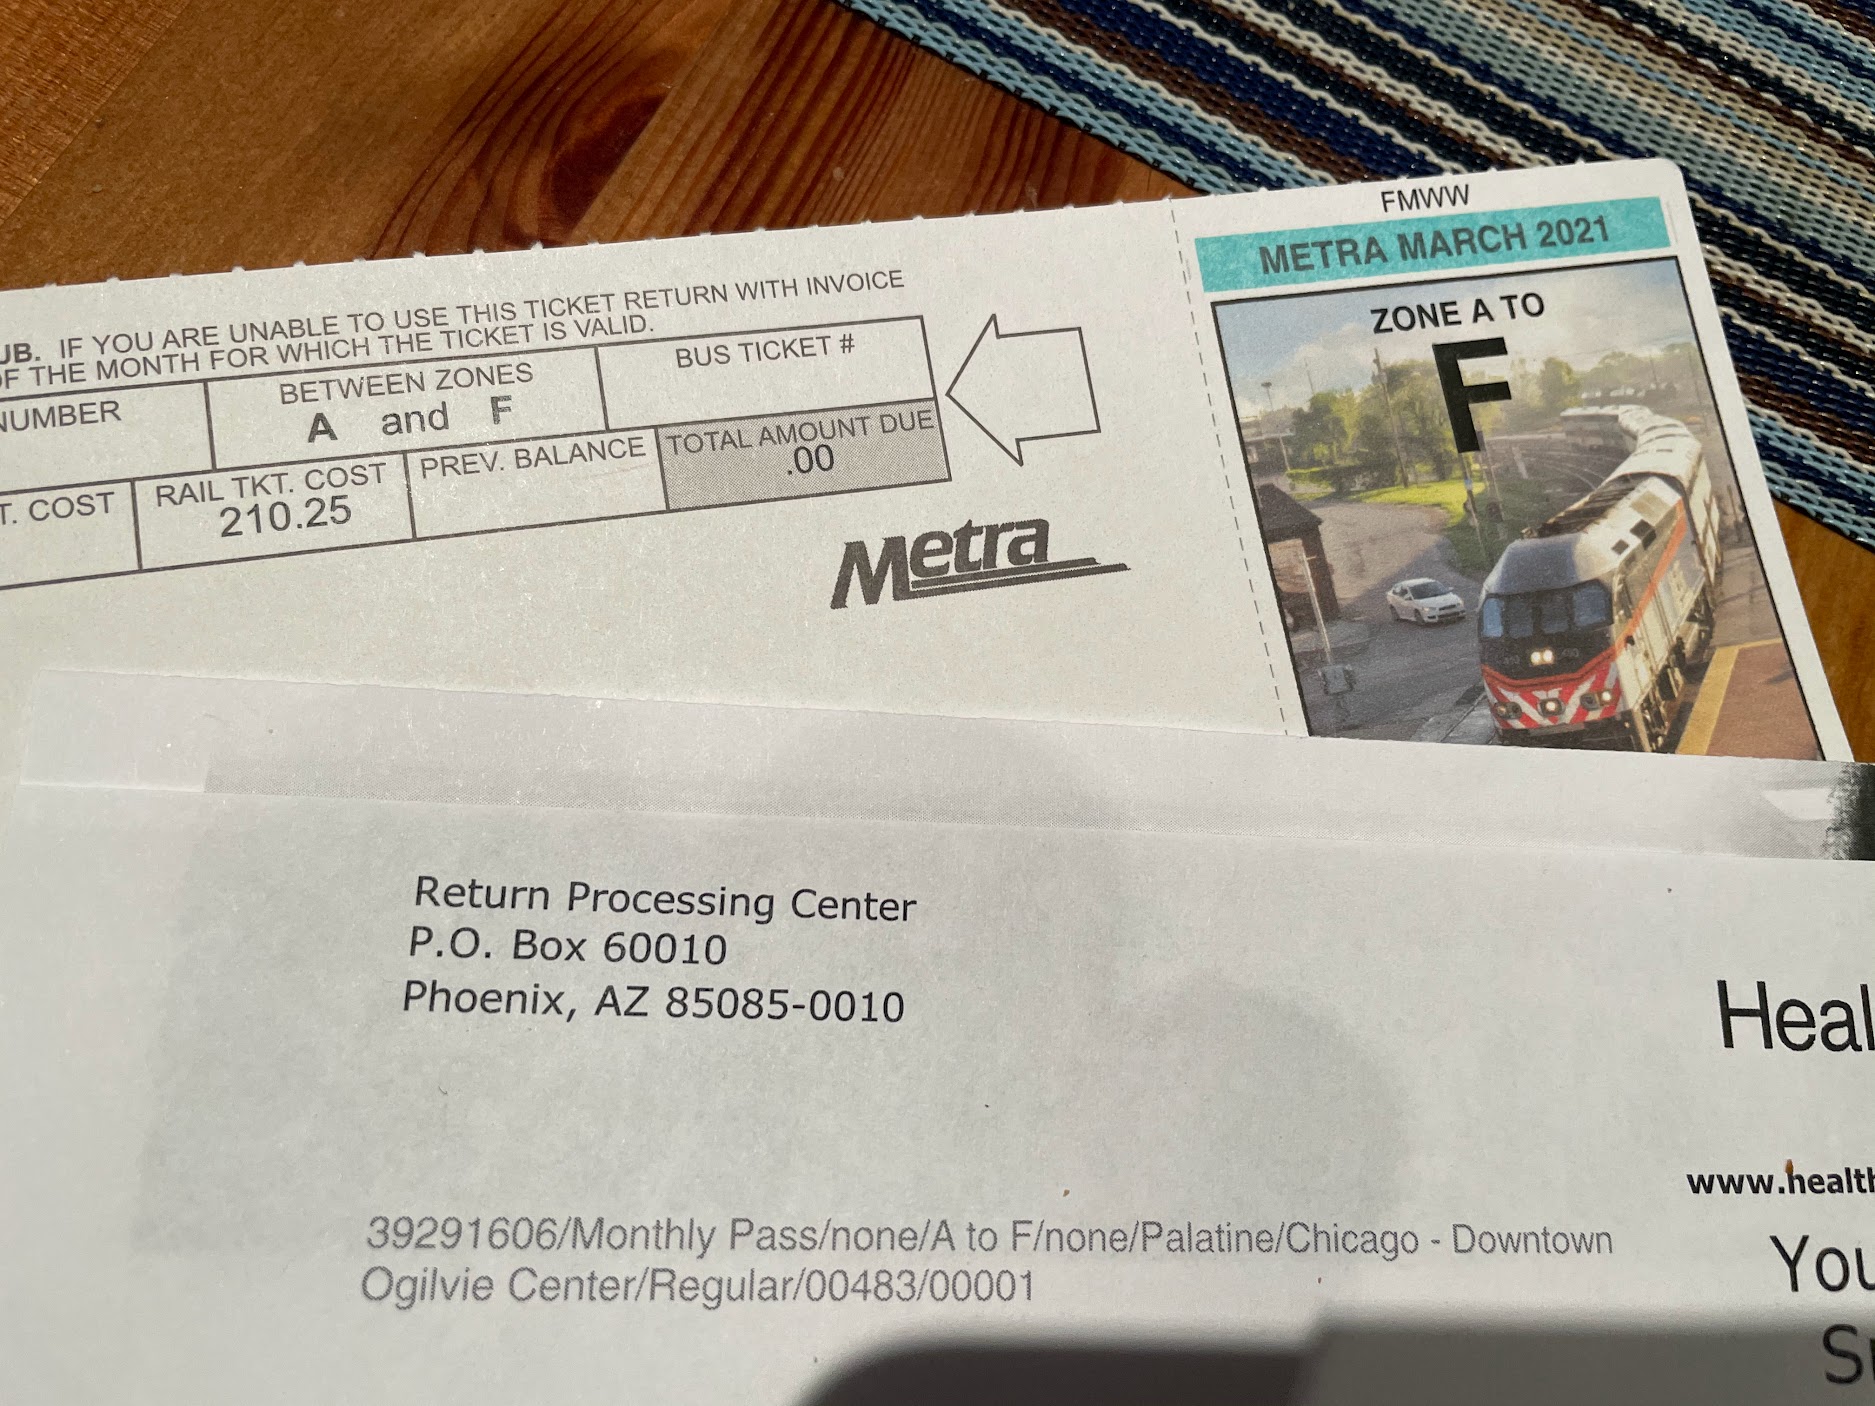 FMWW
METRA MARCH 2021
ZONE A TO
F
UB. IF YOU ARE UNABLE TO USE THIS TICKET RETURN WITH INVOICE
OF THE MONTH FOR WHICH THE TICKET IS VALID.
NUMBER
BETWEEN ZONES
A and F
BUS TICKET #
T. COST
RAIL TKT. COST
210.25
PREV. BALANCE
TOTAL AMOUNT DUE
.00
Metra
Return Processing Center
P.O. Box 60010
Phoenix, AZ 85085-0010
Heal
www.health
You
39291606/Monthly Pass/none/A to F/none/Palatine/Chicago - Downtown
Ogilvie Center/Regular/00483/00001